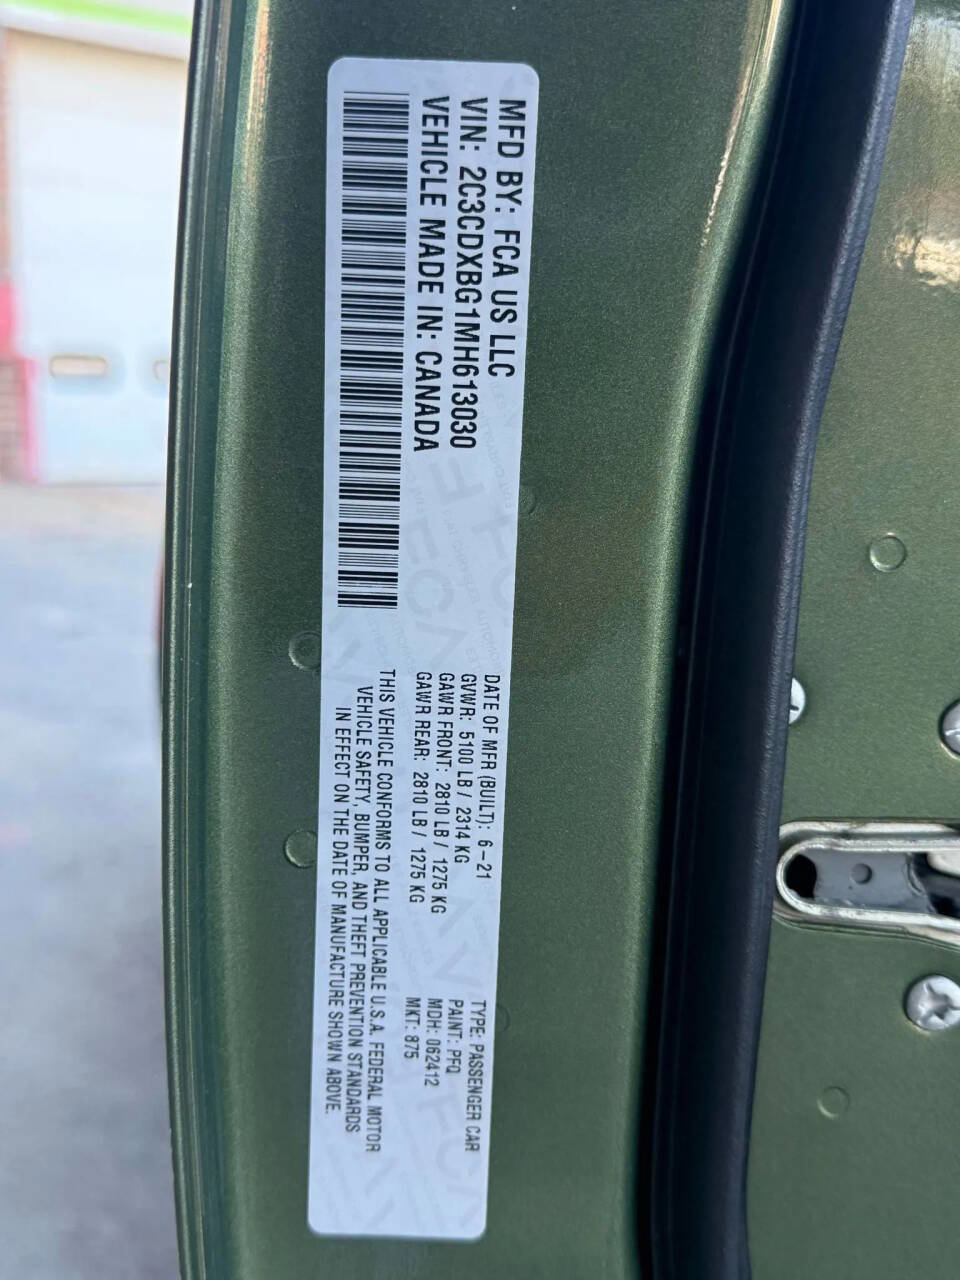 MFD BY: FCA US LLC
VIN: 2C3CDXBG1MH613030
VEHICLE MADE IN: CANADA
DATE OF MFR (BUILT): 6-21
GVWR: 5100 LB / 2314 KG
GAWR FRONT: 2810 LB / 1275 KG
GAWR REAR: 2810 LB / 1275 KG
THIS VEHICLE CONFORMS TO ALL APPLICABLE U.S.A. FEDERAL MOTOR
VEHICLE SAFETY, BUMPER, AND THEFT PREVENTION STANDARDS
IN EFFECT ON THE DATE OF MANUFACTURE SHOWN ABOVE.
TYPE: PASSENGER CAR
PAINT: PFQ
MDH: 062412
MKT: 875